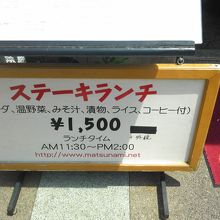 ステーキランチ
ダ、温野菜、みそ汁、漬物、ライス、コーヒー付)
¥1,500
ランチタイム
AM11:30～PM2:00
http://www.matsunami.net